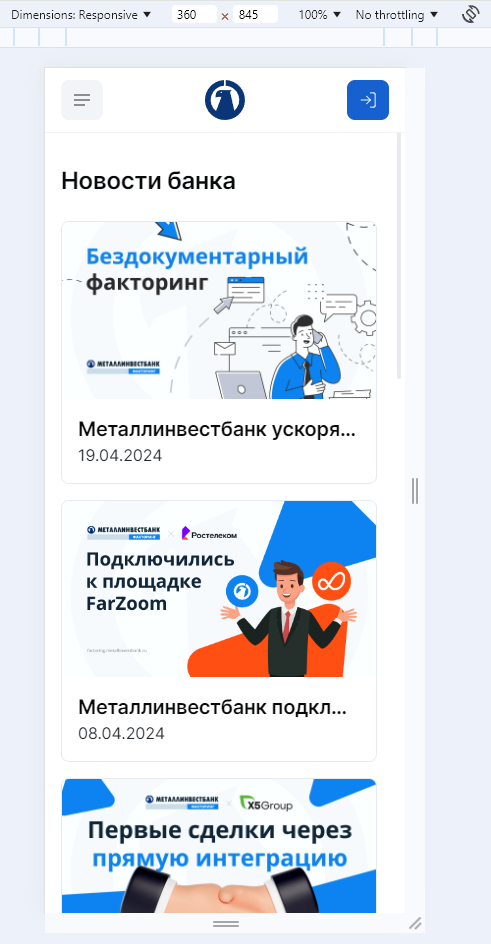 Dimensions: Responsive ▼ 360 × 845 100% ▼ No throttling ▼
Новости банка
Бездокументарный
факторинг
МЕТАЛЛИНВЕСТБАНК
ФАКТОРИНГ
Металлинвестбанк ускоря...
19.04.2024
МЕТАЛЛИНВЕСТБАНК × Ростелеком
ФАКТОРИНГ
Подключились
к площадке
FarZoom
factoring.metallinvestbank.ru
Металлинвестбанк подкл...
08.04.2024
МЕТАЛЛИНВЕСТБАНК × X5Group
ФАКТОРИНГ
Первые сделки через
прямую интеграцию